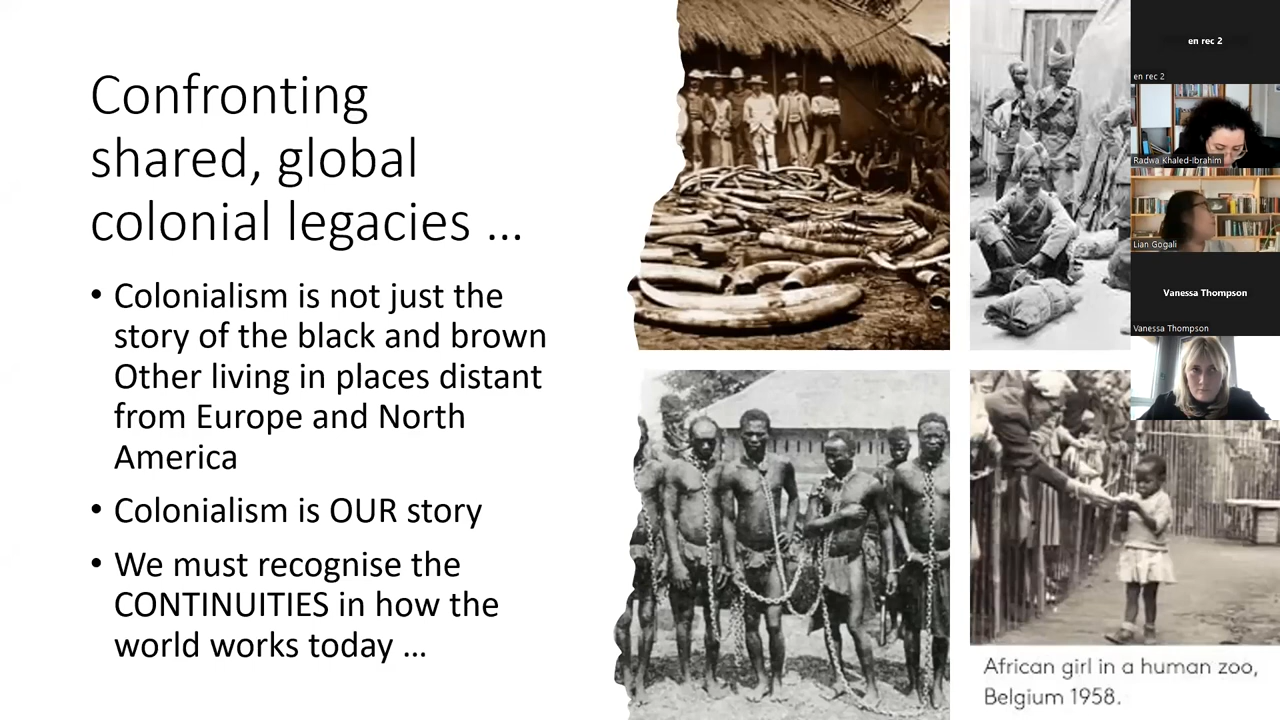 Confronting
shared, global
colonial legacies ...
• Colonialism is not just the
story of the black and brown
Other living in places distant
from Europe and North
America
• Colonialism is OUR story
• We must recognise the
CONTINUITIES in how the
world works today ...
African girl in a human zoo,
Belgium 1958.
en rec 2
en rec 2
Radwa Khaled-Ibrahim
Lian Gogali
Vanessa Thompson
Vanessa Thompson